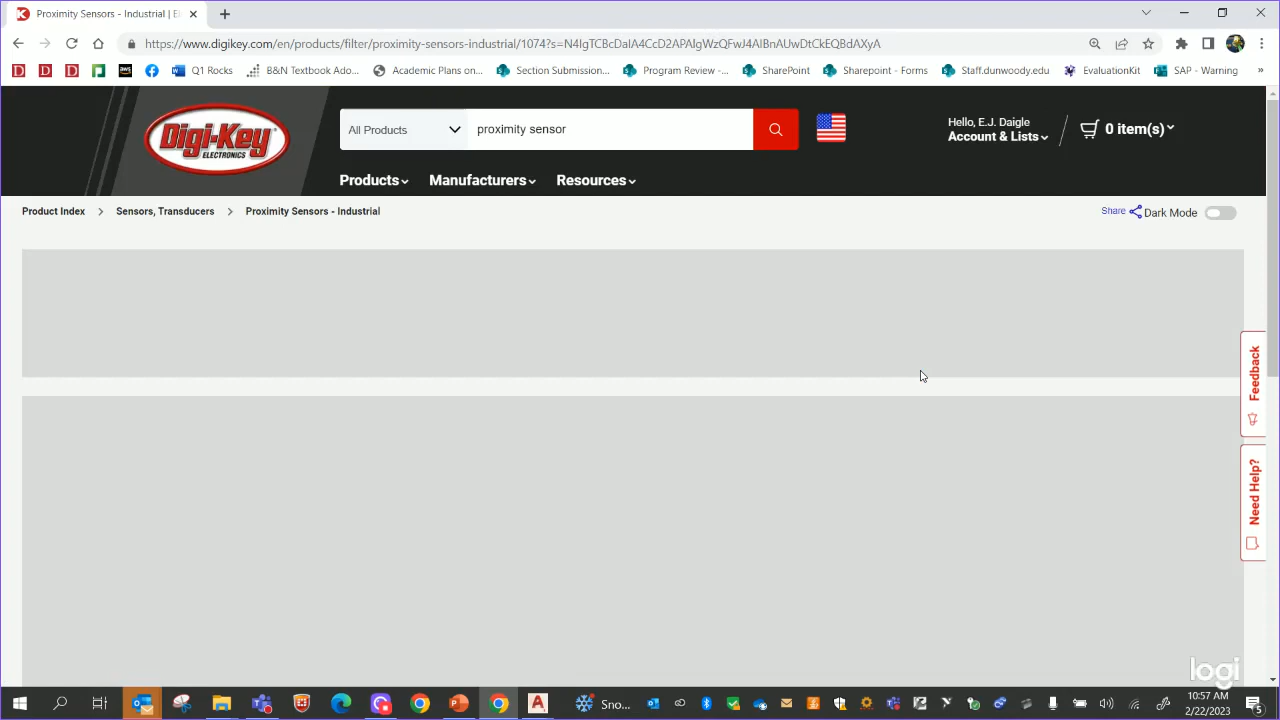 Proximity Sensors - Industrial | El
https://www.digikey.com/en/products/filter/proximity-sensors-industrial/1074?s=N4IgTCBcDaIA4CcD2APAlgWzQFwJ4AIBnAUwDtCkEQBdAXyA
Q1 Rocks
B&N Textbook Ado...
Academic Plans on...
Section Submission...
Program Review -...
SharePoint
Sharepoint - Forms
Staff.dunwoody.edu
EvaluationKit
SAP - Warning
»
Digi-Key
ELECTRONICS
All Products
proximity sensor
Hello, E.J. Daigle
Account & Lists
0 item(s)
Products
Manufacturers
Resources
Product Index > Sensors, Transducers > Proximity Sensors - Industrial
Share
Dark Mode
Feedback
Need Help?
logi
Sno...
10:57 AM
2/22/2023
5